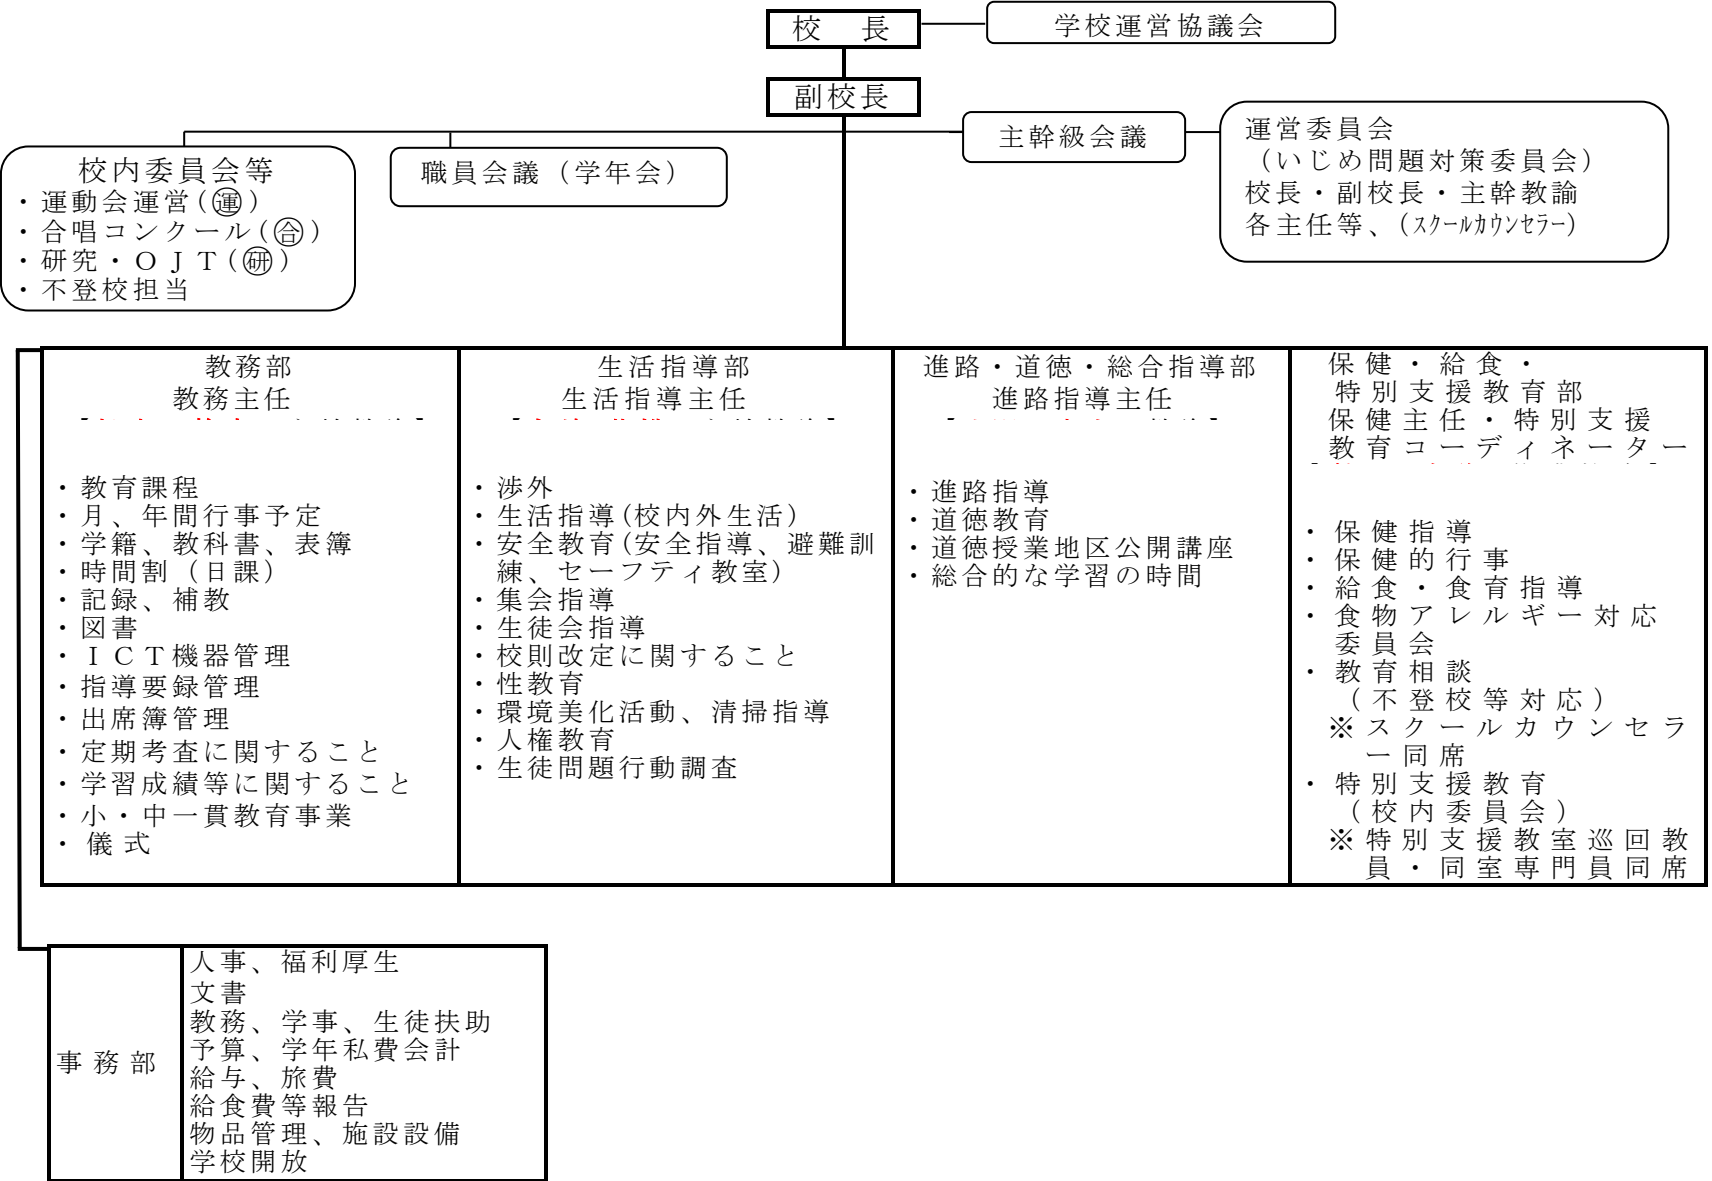 校　長
学校運営協議会
副校長
主幹級会議
運営委員会
（いじめ問題対策委員会）
校長・副校長・主幹教諭
各主任等、（スクールカウンセラー）
校内委員会等
・運動会運営(㊥運)
・合唱コンクール(合)
・研究・ＯＪＴ(研)
・不登校担当
職員会議（学年会）
教務部
教務主任
・教育課程
・月、年間行事予定
・学籍、教科書、表簿
・時間割（日課）
・記録、補教
・図書
・ＩＣＴ機器管理
・指導要録管理
・出席簿管理
・定期考査に関すること
・学習成績等に関すること
・小・中一貫教育事業
・儀式
生活指導部
生活指導主任
・渉外
・生活指導(校内外生活)
・安全教育(安全指導、避難訓
練、セーフティ教室)
・集会指導
・生徒会指導
・校則改定に関すること
・性教育
・環境美化活動、清掃指導
・人権教育
・生徒問題行動調査
進路・道徳・総合指導部
進路指導主任
・進路指導
・道徳教育
・道徳授業地区公開講座
・総合的な学習の時間
保健・給食・
特別支援教育部
保健主任・特別支援
教育コーディネーター
・保健指導
・保健的行事
・給食・食育指導
・食物アレルギー対応
委員会
・教育相談
（不登校等対応）
※スクールカウンセラ
ー同席
・特別支援教育
（校内委員会）
※特別支援教室巡回教
員・同室専門員同席
事務部
人事、福利厚生
文書
教務、学事、生徒扶助
予算、学年私費会計
給与、旅費
給食費等報告
物品管理、施設設備
学校開放